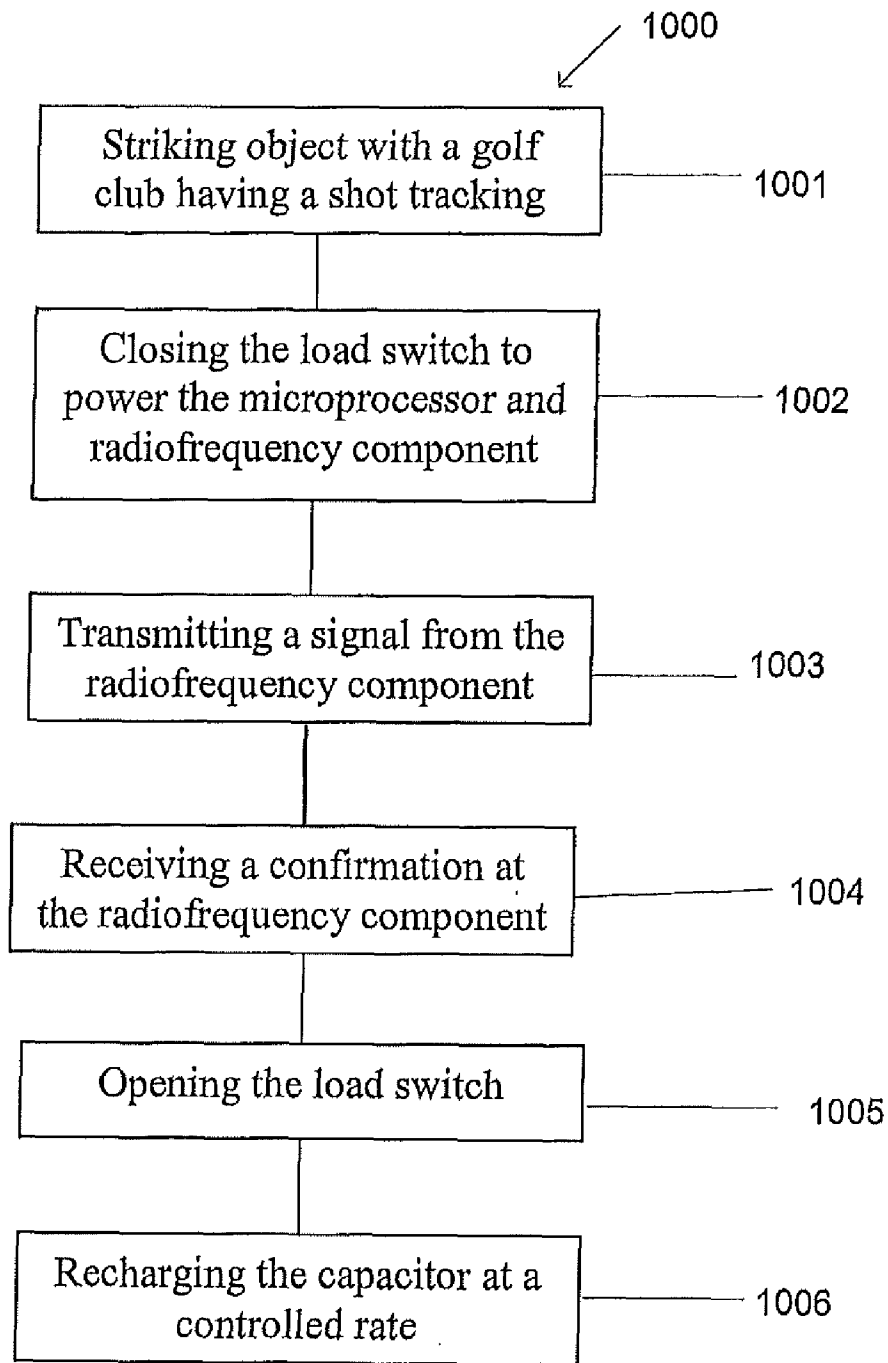 1000
Striking object with a golf
club having a shot tracking
1001
Closing the load switch to
power the microprocessor and
radiofrequency component
1002
Transmitting a signal from the
radiofrequency component
1003
Receiving a confirmation at
the radiofrequency component
1004
Opening the load switch
1005
Recharging the capacitor at a
controlled rate
1006